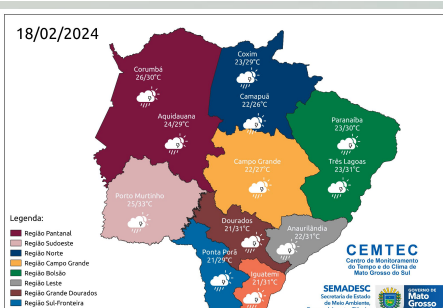 18/02/2024
Coxim
23/29°C
Corumbá
26/30°C
Camapuã
22/26°C
Aquidauana
24/29°C
Paranaíba
23/30°C
Campo Grande
22/27°C
Três Lagoas
23/31°C
Porto Murtinho
25/33°C
Dourados
21/31°C
Anaurilândia
22/31°C
Ponta Porã
21/29°C
Iguatemi
21/31°C
Legenda:
Região Pantanal
Região Sudoeste
Região Norte
Região Campo Grande
Região Bolsão
Região Leste
Região Grande Dourados
Região Sul-Fronteira
CEMTEC
Centro de Monitoramento
do Tempo e do Clima de
Mato Grosso do Sul
SEMADESC
Secretaria de Estado
de Meio Ambiente,
GOVERNO DE
Mato
Grosso